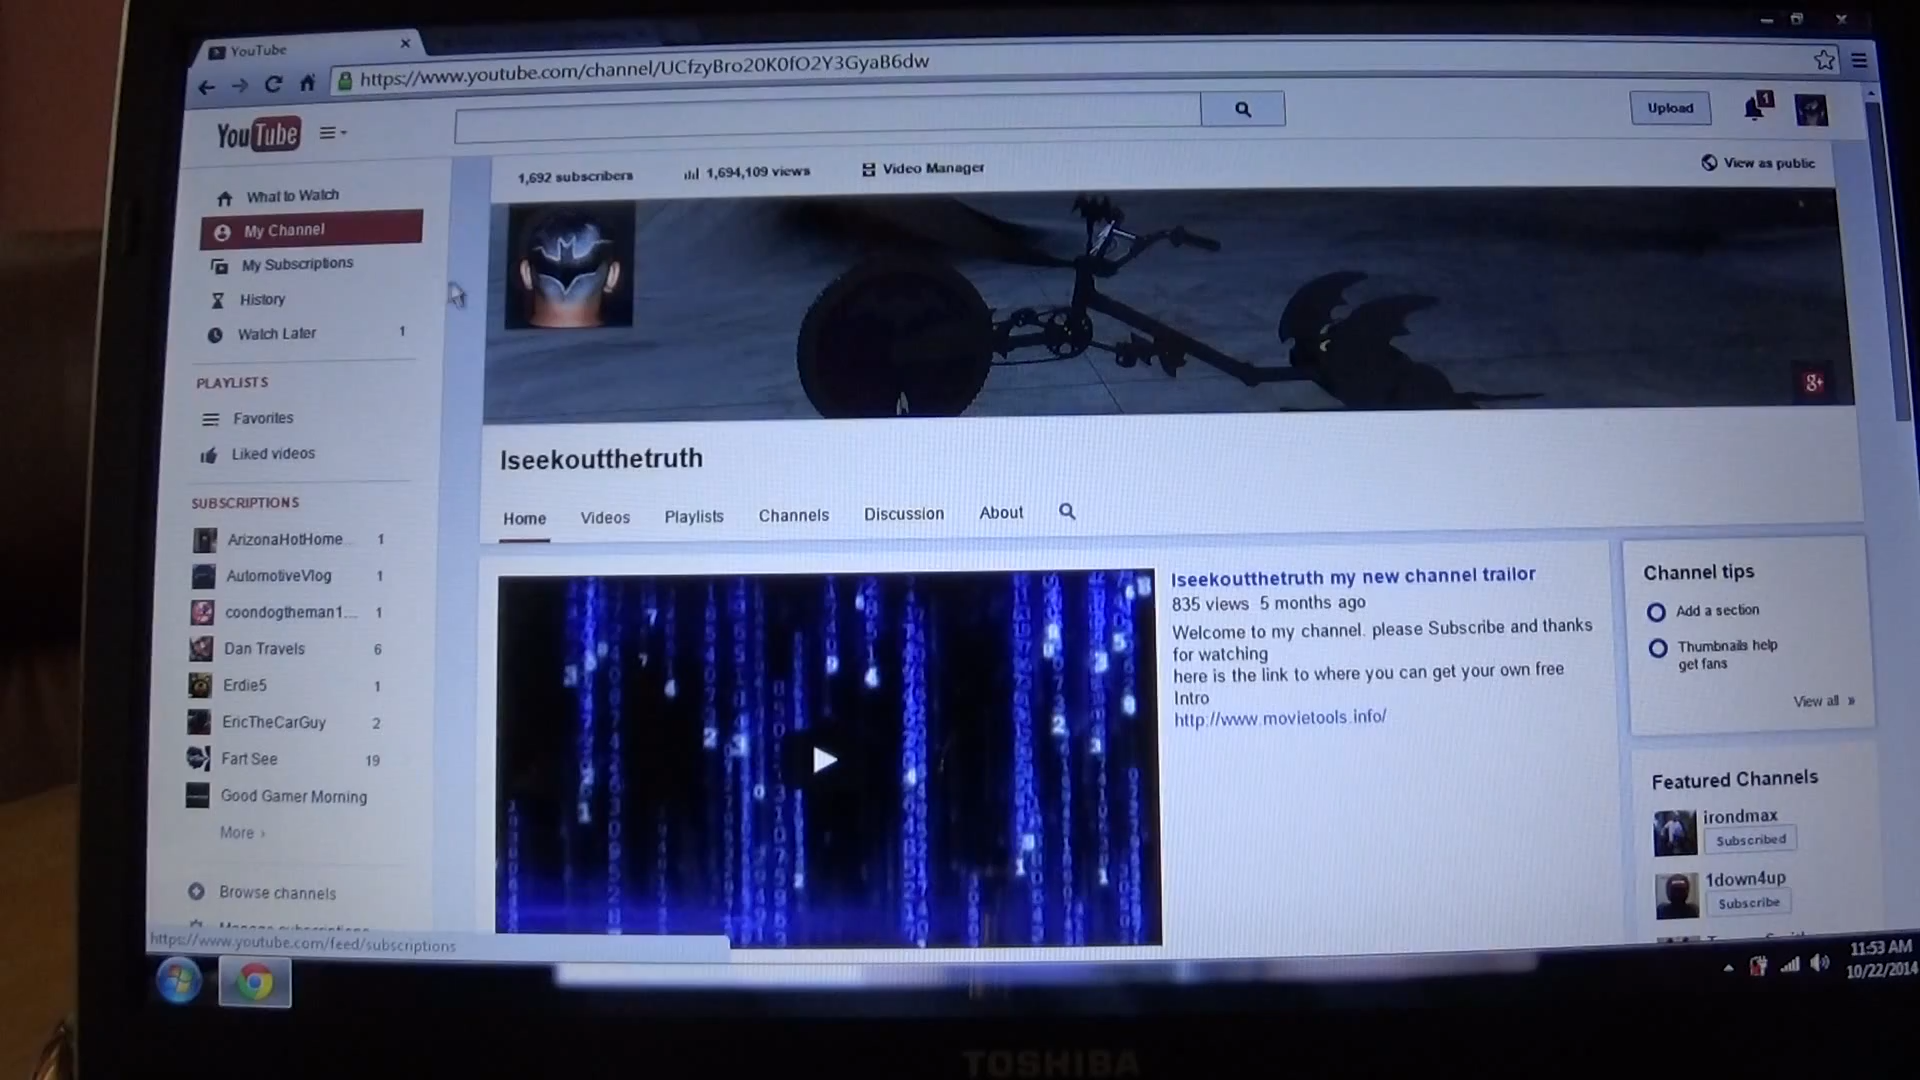 YouTube
https://www.youtube.com/channel/UCfzyBro20K0fO2Y3GyaB6dw
YouTube
Upload
1
1,692 subscribers
1,694,109 views
Video Manager
View as public
What to Watch
My Channel
My Subscriptions
History
Watch Later 1
PLAYLISTS
Favorites
Liked videos
SUBSCRIPTIONS
ArizonaHotHome... 1
AutomotiveVlog 1
coondogtheman1... 1
Dan Travels 6
Erdie5 1
EricTheCarGuy 2
Fart See 19
Good Gamer Morning
More ›
Browse channels
https://www.youtube.com/feed/subscriptions
g+
Iseekoutthetruth
Home Videos Playlists Channels Discussion About
Iseekoutthetruth my new channel trailor
835 views 5 months ago
Welcome to my channel. please Subscribe and thanks
for watching
here is the link to where you can get your own free
Intro
http://www.movietools.info/
Channel tips
Add a section
Thumbnails help
get fans
View all »
Featured Channels
irondmax
Subscribed
1down4up
Subscribe
11:53 AM
10/22/2014
TOSHIBA